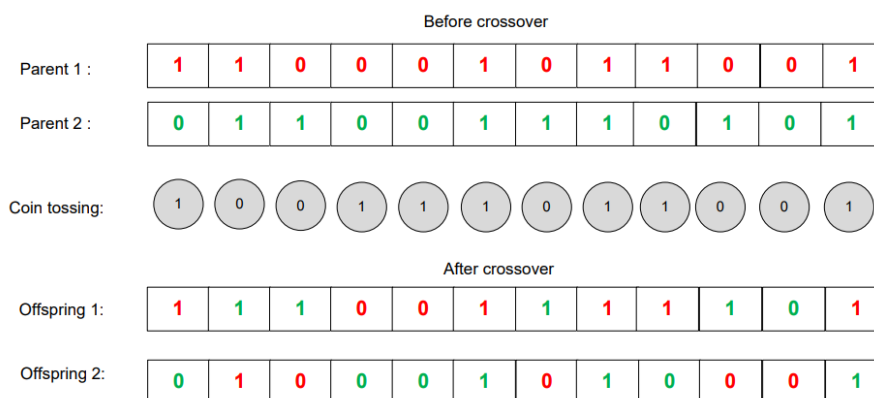 Before crossover
Parent 1 : 1 1 0 0 0 1 0 1 1 0 0 1
Parent 2 : 0 1 1 0 0 1 1 1 0 1 0 1
Coin tossing: 1 0 0 1 1 1 0 1 1 0 0 1
After crossover
Offspring 1: 1 1 1 0 0 1 1 1 1 1 0 1
Offspring 2: 0 1 0 0 0 1 0 1 0 0 0 1